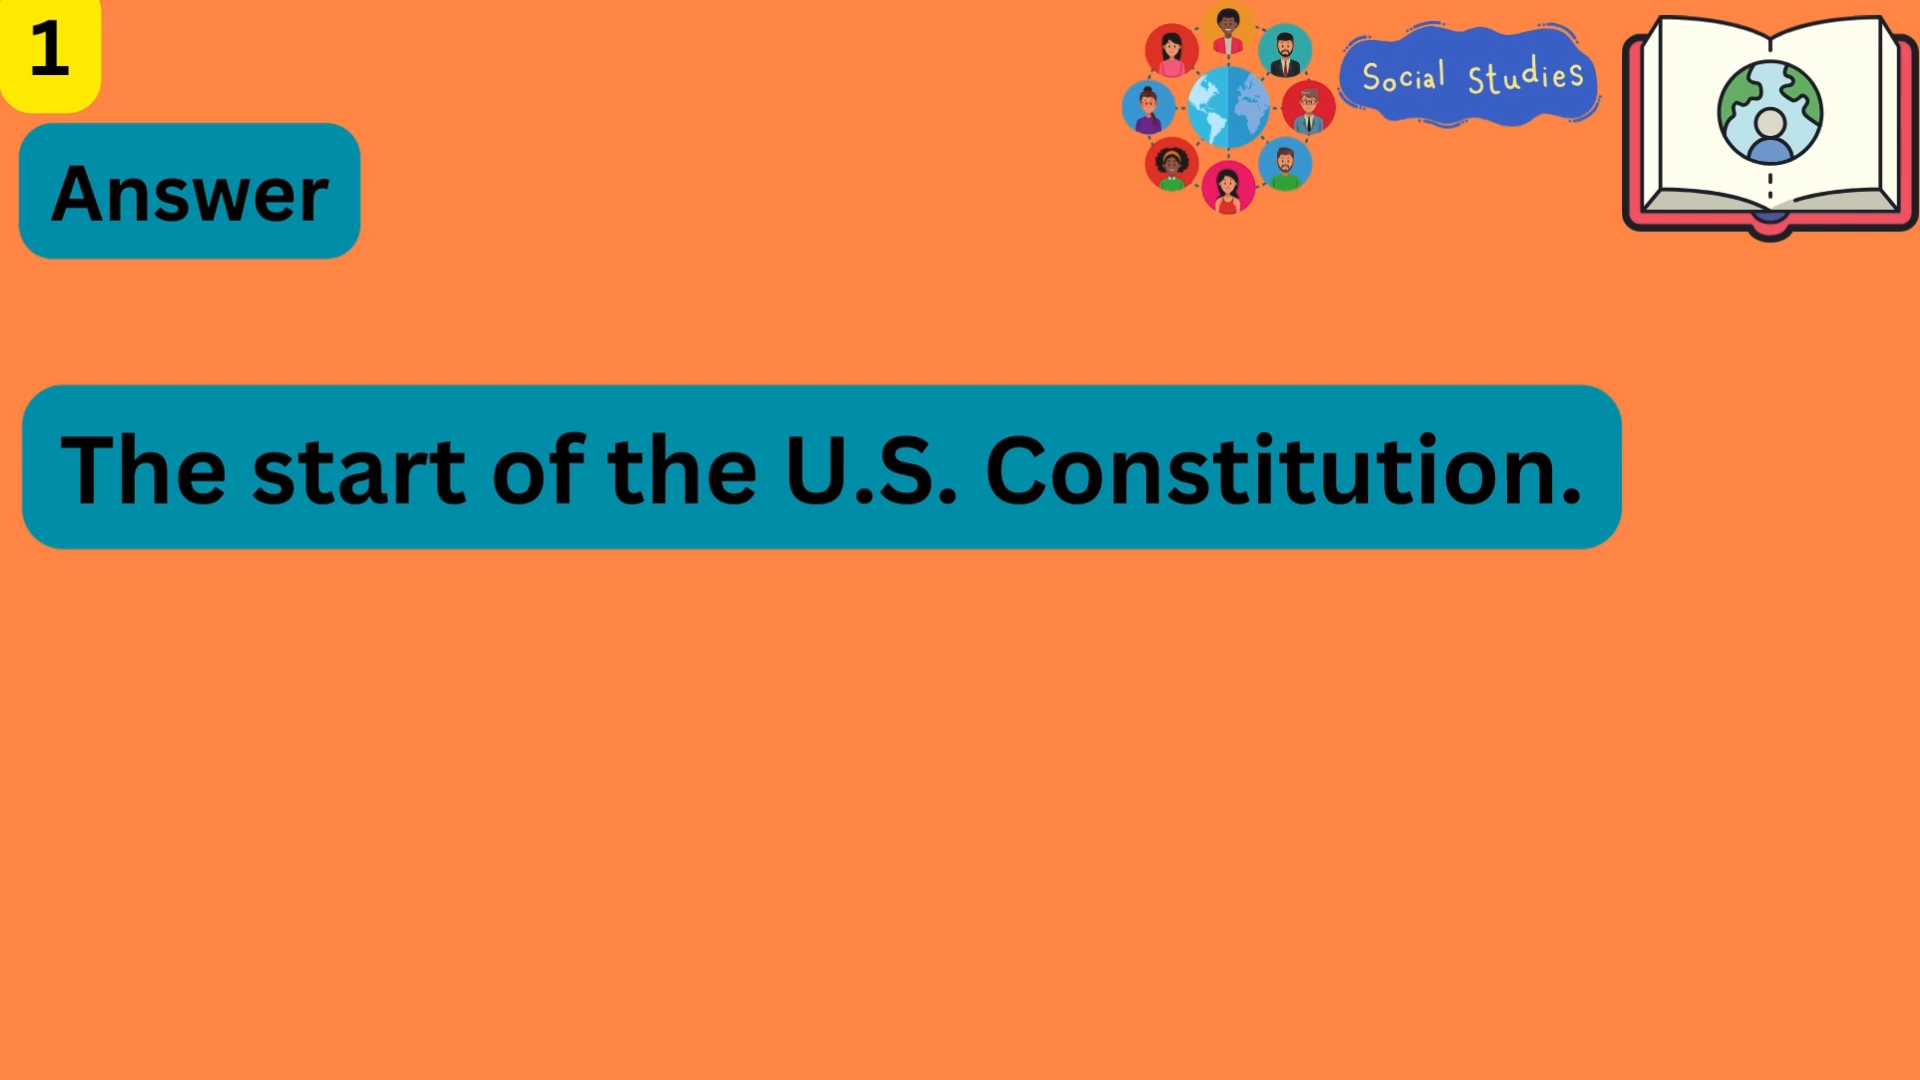 1
Social Studies
Answer
The start of the U.S. Constitution.